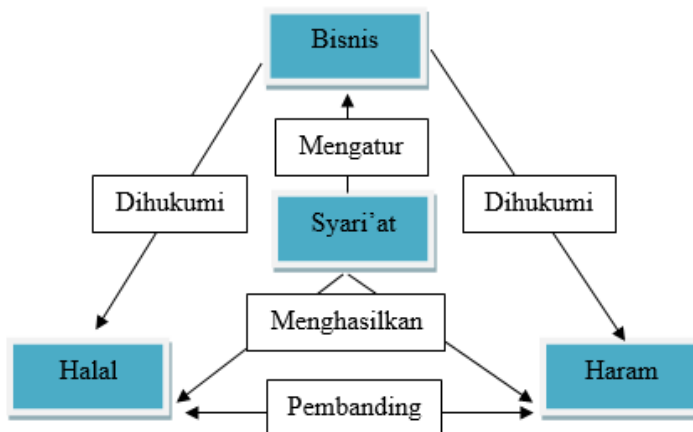 Bisnis
Mengatur
Dihukumi
Dihukumi
Syari’at
Menghasilkan
Halal
Haram
Pembanding